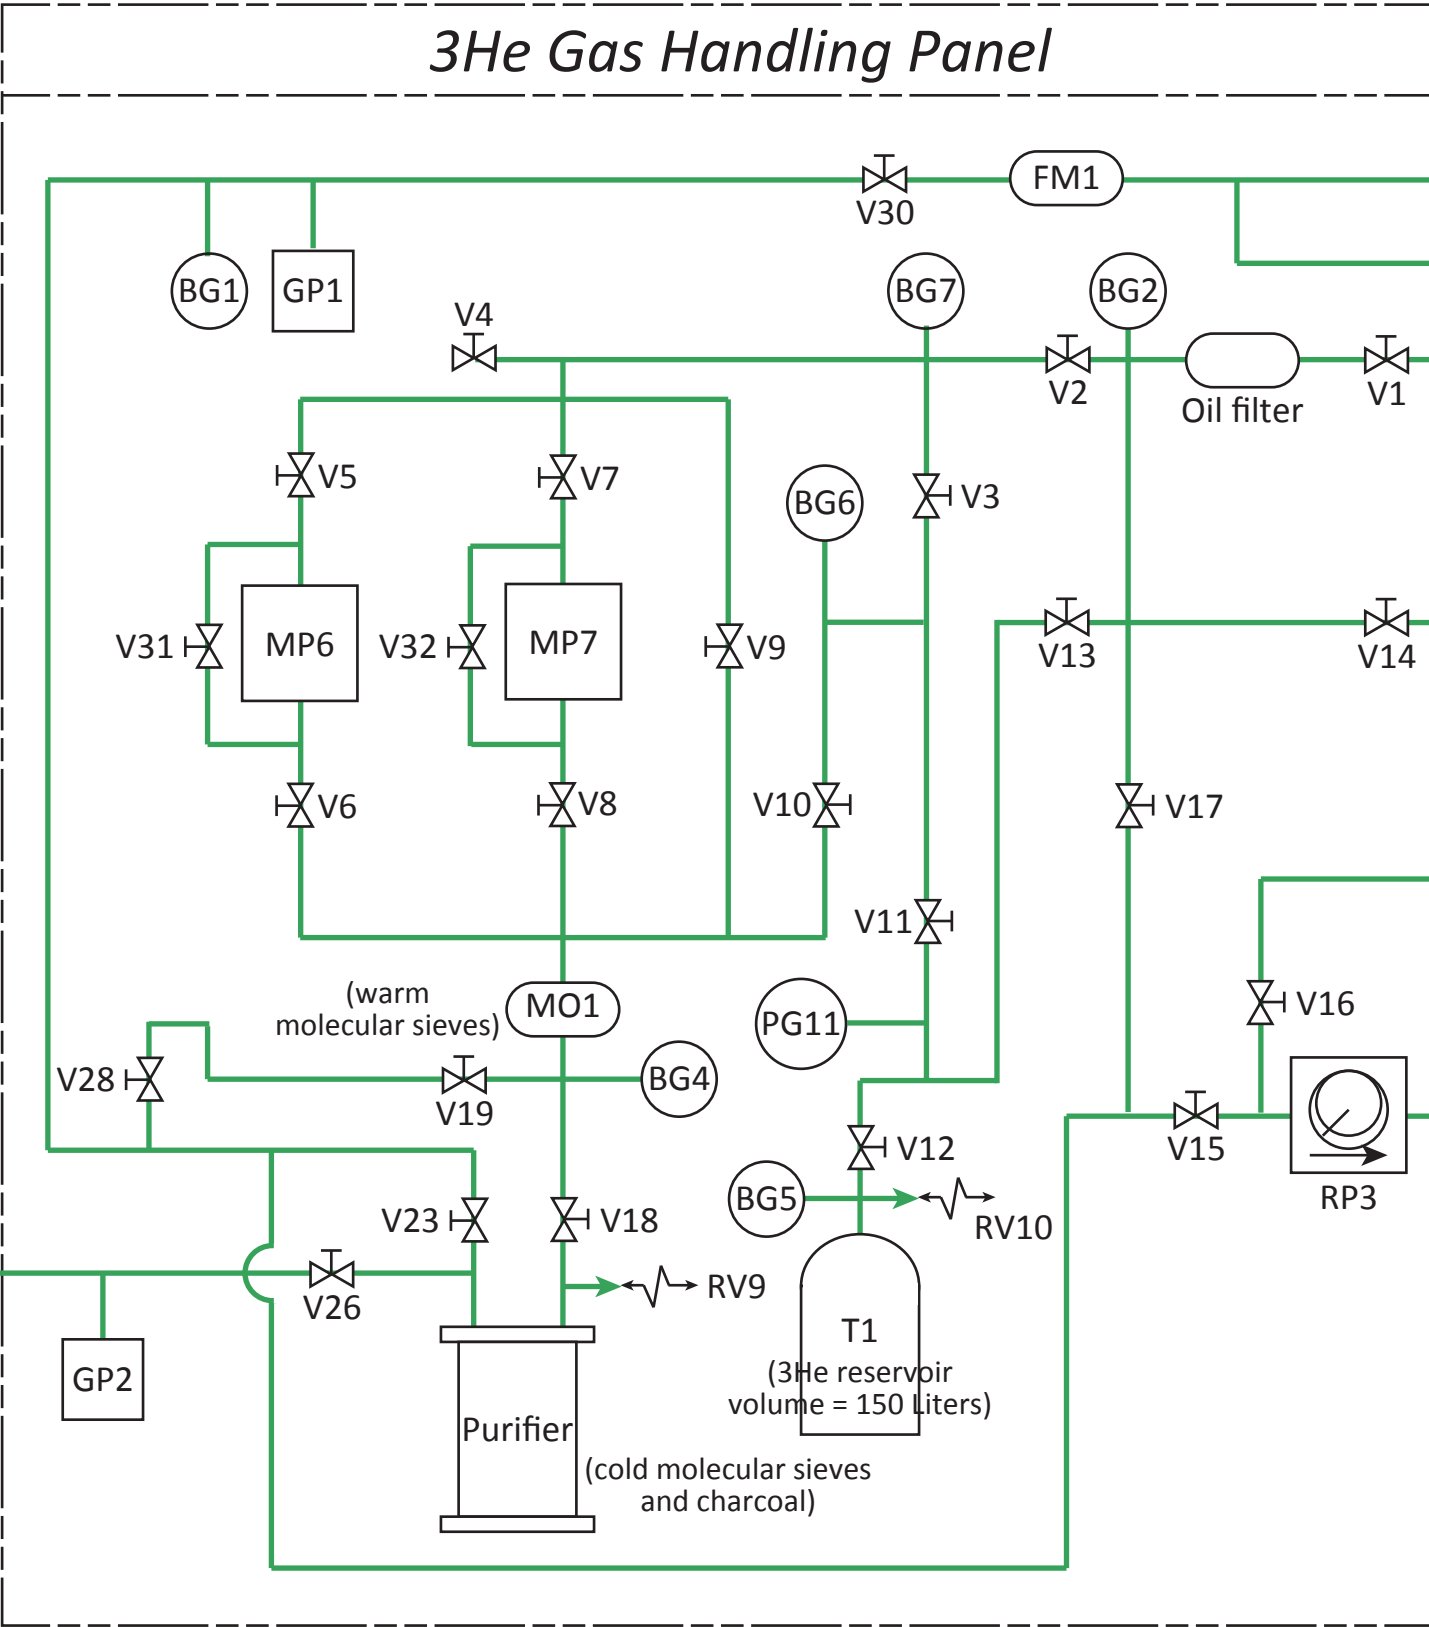 3He Gas Handling Panel
V30
FM1
BG1
GP1
BG7
BG2
V4
V2
Oil filter
V1
V5
V7
BG6
V3
V31
MP6
V32
MP7
V9
V13
V14
V6
V8
V10
V17
V11
(warm
molecular sieves)
MO1
PG11
V16
V28
V19
BG4
V12
V15
RP3
V23
V18
BG5
RV10
V26
RV9
GP2
T1
(3He reservoir
volume = 150 Liters)
Purifier
(cold molecular sieves
and charcoal)